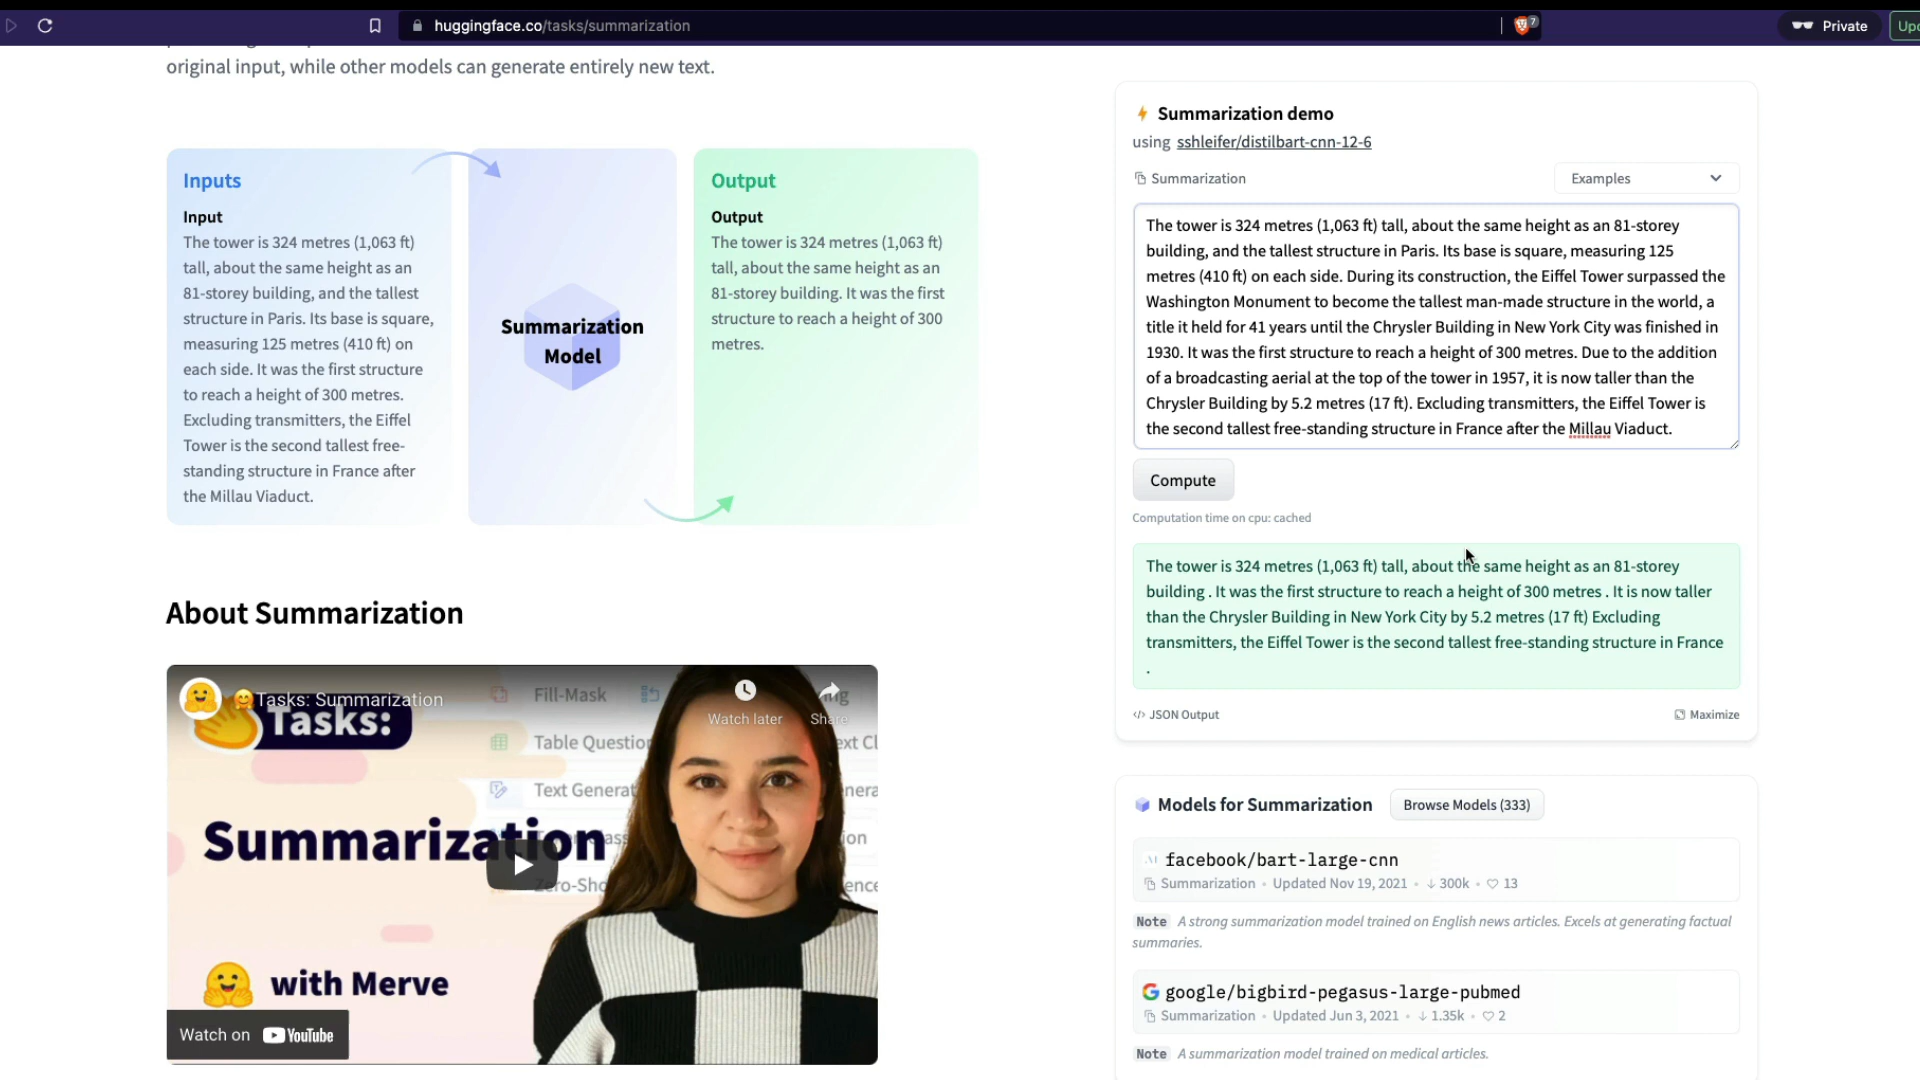 huggingface.co/tasks/summarization
7
Private
original input, while other models can generate entirely new text.
Inputs
Input
The tower is 324 metres (1,063 ft)
tall, about the same height as an
81-storey building, and the tallest
structure in Paris. Its base is square,
measuring 125 metres (410 ft) on
each side. It was the first structure
to reach a height of 300 metres.
Excluding transmitters, the Eiffel
Tower is the second tallest free-
standing structure in France after
the Millau Viaduct.
Summarization
Model
Output
Output
The tower is 324 metres (1,063 ft)
tall, about the same height as an
81-storey building. It was the first
structure to reach a height of 300
metres.
About Summarization
🤗Tasks: Summarization
Watch later
Share
Tasks:
Fill-Mask
Table Question
Text Generat
Zero-Sho
Summarization
with Merve
Watch on YouTube
Summarization demo
using sshleifer/distilbart-cnn-12-6
Summarization
Examples
The tower is 324 metres (1,063 ft) tall, about the same height as an 81-storey
building, and the tallest structure in Paris. Its base is square, measuring 125
metres (410 ft) on each side. During its construction, the Eiffel Tower surpassed the
Washington Monument to become the tallest man-made structure in the world, a
title it held for 41 years until the Chrysler Building in New York City was finished in
1930. It was the first structure to reach a height of 300 metres. Due to the addition
of a broadcasting aerial at the top of the tower in 1957, it is now taller than the
Chrysler Building by 5.2 metres (17 ft). Excluding transmitters, the Eiffel Tower is
the second tallest free-standing structure in France after the Millau Viaduct.
Compute
Computation time on cpu: cached
The tower is 324 metres (1,063 ft) tall, about the same height as an 81-storey
building . It was the first structure to reach a height of 300 metres . It is now taller
than the Chrysler Building in New York City by 5.2 metres (17 ft) Excluding
transmitters, the Eiffel Tower is the second tallest free-standing structure in France
.
</> JSON Output
Maximize
Models for Summarization
Browse Models (333)
facebook/bart-large-cnn
Summarization • Updated Nov 19, 2021 • ↓ 300k • ♡ 13
Note A strong summarization model trained on English news articles. Excels at generating factual
summaries.
google/bigbird-pegasus-large-pubmed
Summarization • Updated Jun 3, 2021 • ↓ 1.35k • ♡ 2
Note A summarization model trained on medical articles.